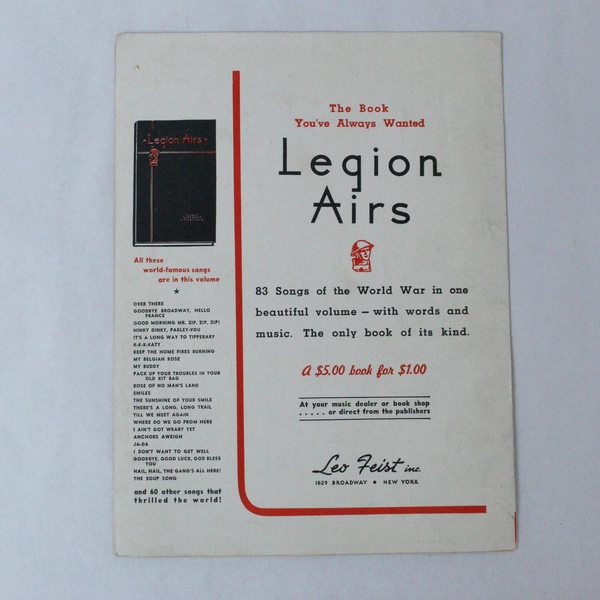 -Legion Airs-
All these
world-famous songs
are in this volume
★
OVER THERE
GOODBYE BROADWAY, HELLO
FRANCE
GOOD MORNING MR. ZIP, ZIP, ZIP!
HINKY DINKY, PARLEY-VOU
IT'S A LONG WAY TO TIPPERARY
K-K-K-KATY
KEEP THE HOME FIRES BURNING
MY BELGIAN ROSE
MY BUDDY
PACK UP YOUR TROUBLES IN YOUR
OLD KIT BAG
ROSE OF NO MAN'S LAND
SMILES
THE SUNSHINE OF YOUR SMILE
THERE'S A LONG, LONG TRAIL
TILL WE MEET AGAIN
WHERE DO WE GO FROM HERE
I AIN'T GOT WEARY YET
ANCHORS AWEIGH
JA-DA
I DON'T WANT TO GET WELL
GOODBYE, GOOD LUCK, GOD BLESS
YOU
HAIL, HAIL, THE GANG'S ALL HERE!
THE SOUP SONG
and 60 other songs that
thrilled the world!
The Book
You've Always Wanted
Legion
Airs
83 Songs of the World War in one
beautiful volume — with words and
music. The only book of its kind.
A $5.00 book for $1.00
At your music dealer or book shop
..... or direct from the publishers
Leo Feist inc.
1629 BROADWAY ● NEW YORK